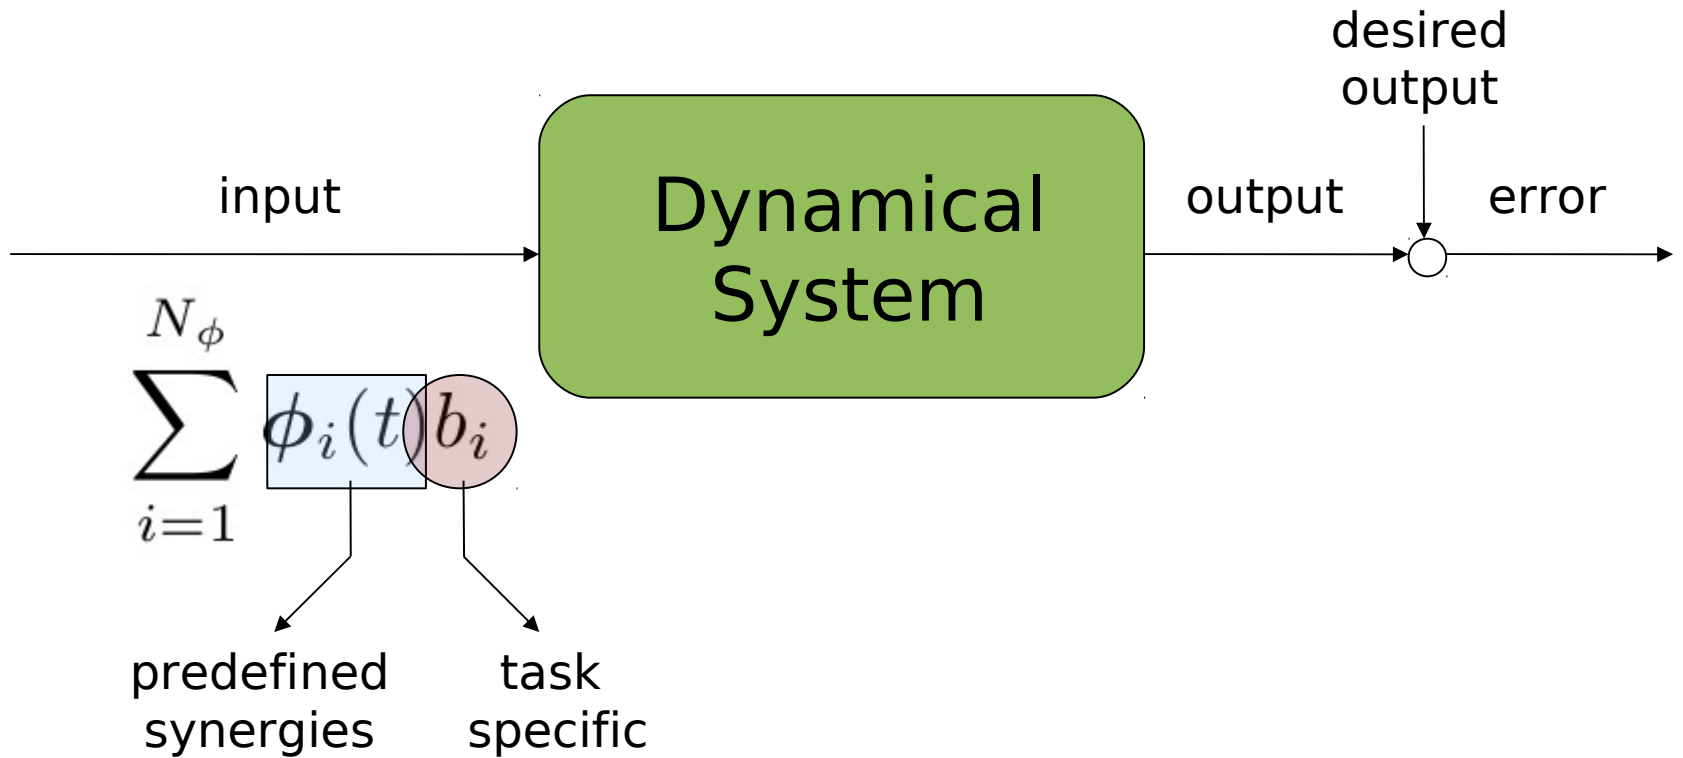 desired
output
input
Dynamical
System
output
error
N_ϕ
∑ ϕ_i(t)b_i
i=1
predefined
synergies
task
specific